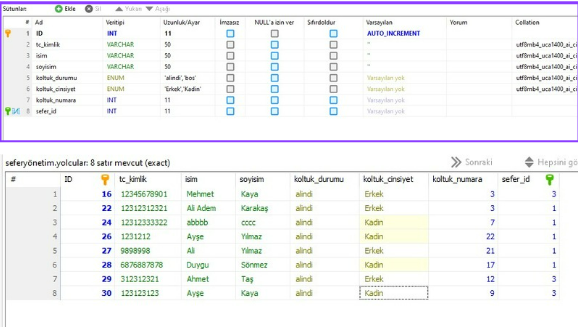 Sütunlar: Ekle Sil Yukarı Aşağı
# Ad Veritipi Uzunluk/Ayar İmzasız NULL'a izin ver Sıfırdoldur Varsayılan Yorum Collation
1 ID INT 11 AUTO_INCREMENT
2 tc_kimlik VARCHAR 50 '' utf8mb4_uca1400_ai_ci
3 isim VARCHAR 50 '' utf8mb4_uca1400_ai_ci
4 soyisim VARCHAR 50 '' utf8mb4_uca1400_ai_ci
5 koltuk_durumu ENUM 'alindi','bos' Varsayılan yok utf8mb4_uca1400_ai_ci
6 koltuk_cinsiyet ENUM 'Erkek','Kadin' Varsayılan yok utf8mb4_uca1400_ai_ci
7 koltuk_numara INT 11 Varsayılan yok
8 sefer_id INT 11 Varsayılan yok
seferyönetim.yolcular: 8 satır mevcut (exact) Sonraki Hepsini gö
# ID tc_kimlik isim soyisim koltuk_durumu koltuk_cinsiyet koltuk_numara sefer_id
1 16 12345678901 Mehmet Kaya alindi Erkek 3 3
2 22 12312312321 Ali Adem Karakaş alindi Erkek 3 1
3 24 12312333322 abbbb cccc alindi Kadin 7 1
4 26 1231212 Ayşe Yılmaz alindi Kadin 22 1
5 27 9898998 Ali Yılmaz alindi Erkek 21 1
6 28 6876887878 Duygu Sönmez alindi Kadin 17 1
7 29 312312321 Ahmet Taş alindi Erkek 12 3
8 30 123123123 Ayşe Kaya alindi Kadin 9 3